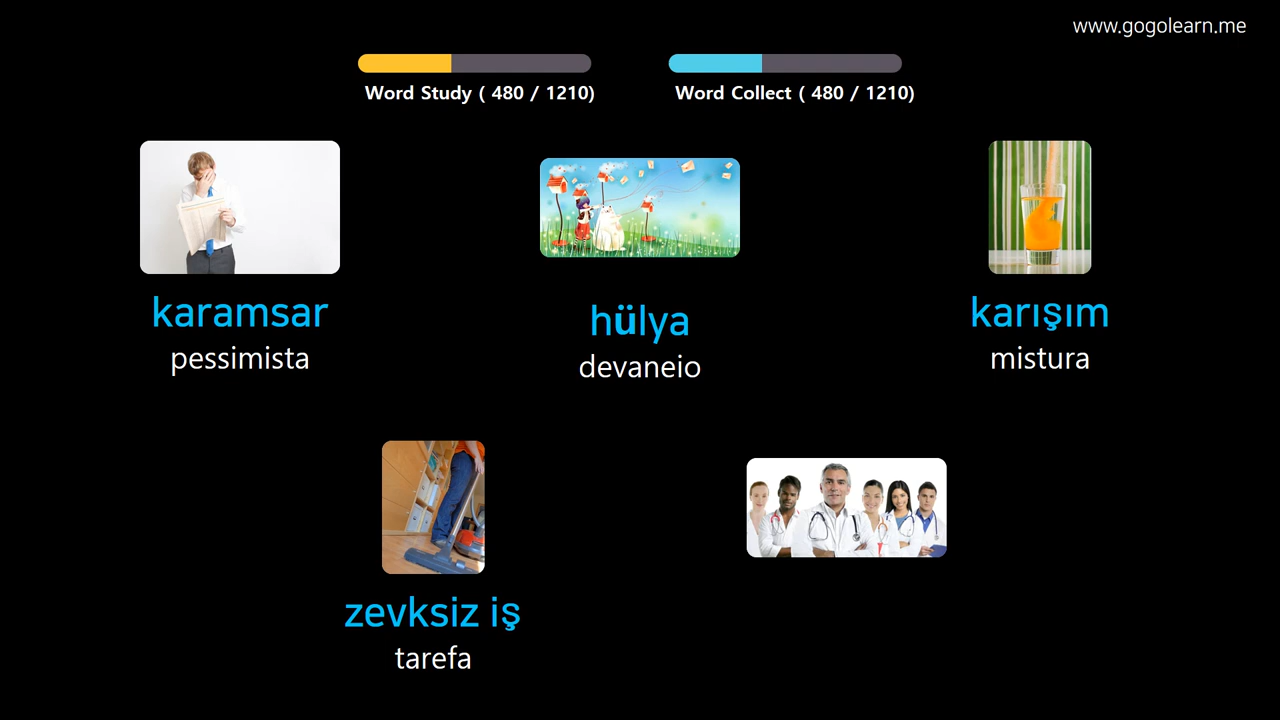 www.gogolearn.me
Word Study ( 480 / 1210)
Word Collect ( 480 / 1210)
karamsar
pessimista
hülya
devaneio
karışım
mistura
zevksiz iş
tarefa